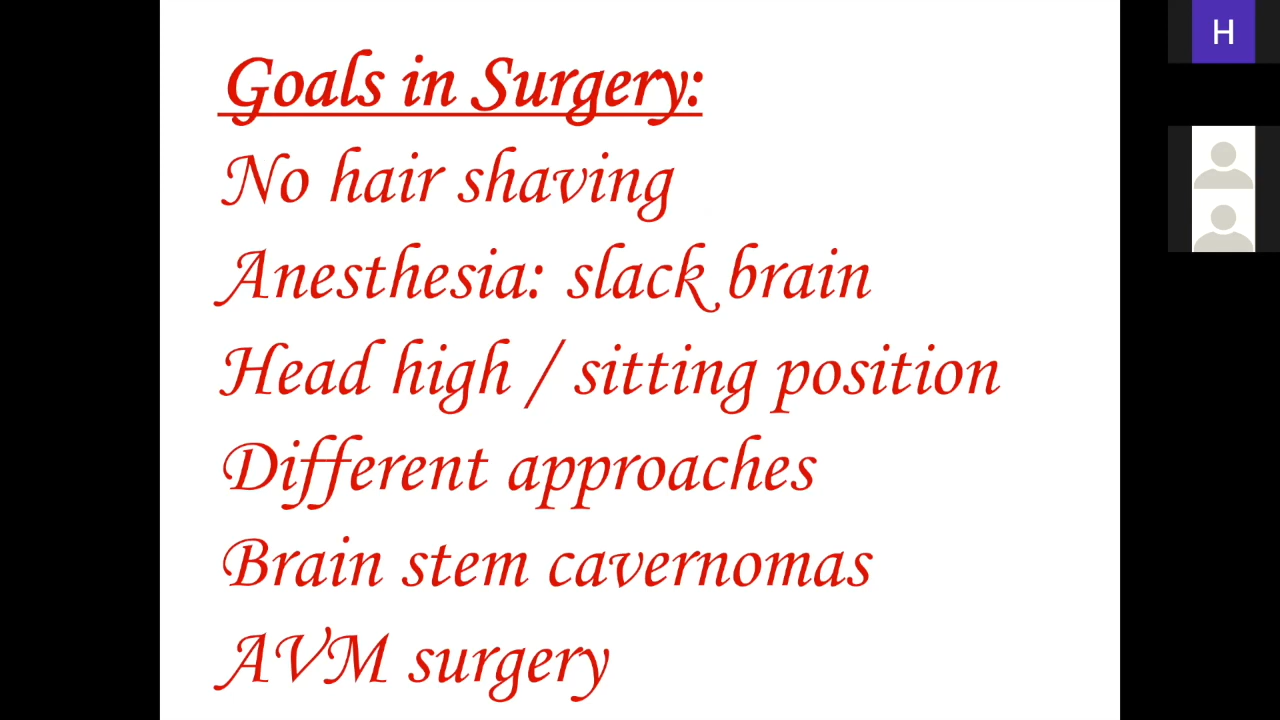 Goals in Surgery:
No hair shaving
Anesthesia: slack brain
Head high / sitting position
Different approaches
Brain stem cavernomas
AVM surgery
H